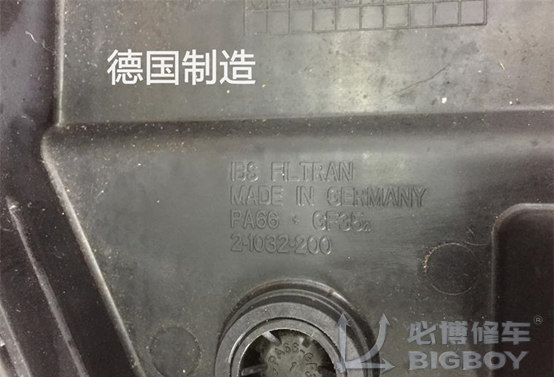 德国制造
IBS FILTRAN
MADE IN GERMANY
PA66 + GF35
2-1032-200
必博修车
BIGBOY